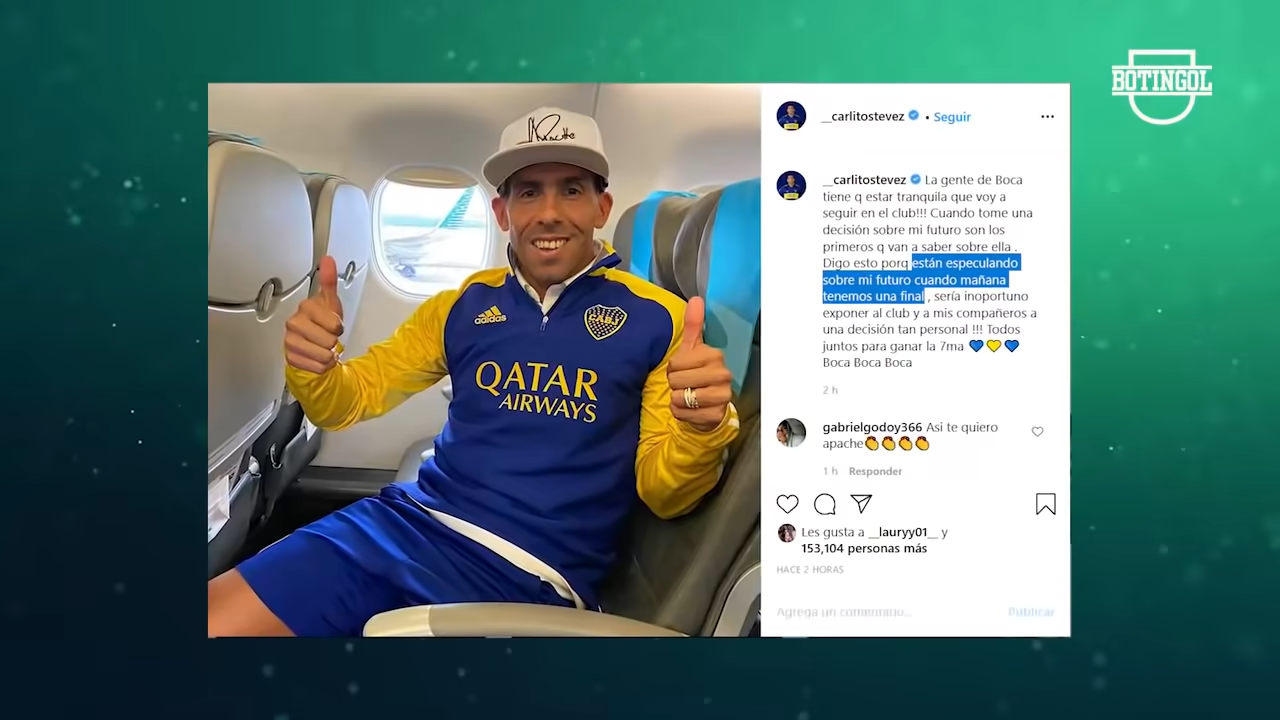 BOTINGOL
__carlitostevez • Seguir
__carlitostevez La gente de Boca
tiene q estar tranquila que voy a
seguir en el club!!! Cuando tome una
decisión sobre mi futuro son los
primeros q van a saber sobre ella .
Digo esto porq están especulando
sobre mi futuro cuando mañana
tenemos una final , sería inoportuno
exponer al club y a mis compañeros a
una decisión tan personal !!! Todos
juntos para ganar la 7ma 💙💛💙
Boca Boca Boca
2 h
gabrielgodoy366 Asi te quiero
apache👏👏👏👏
1 h Responder
Les gusta a __lauryy01__ y
153,104 personas más
HACE 2 HORAS
Agrega un comentario...
Publicar
adidas
CABJ
QATAR
AIRWAYS